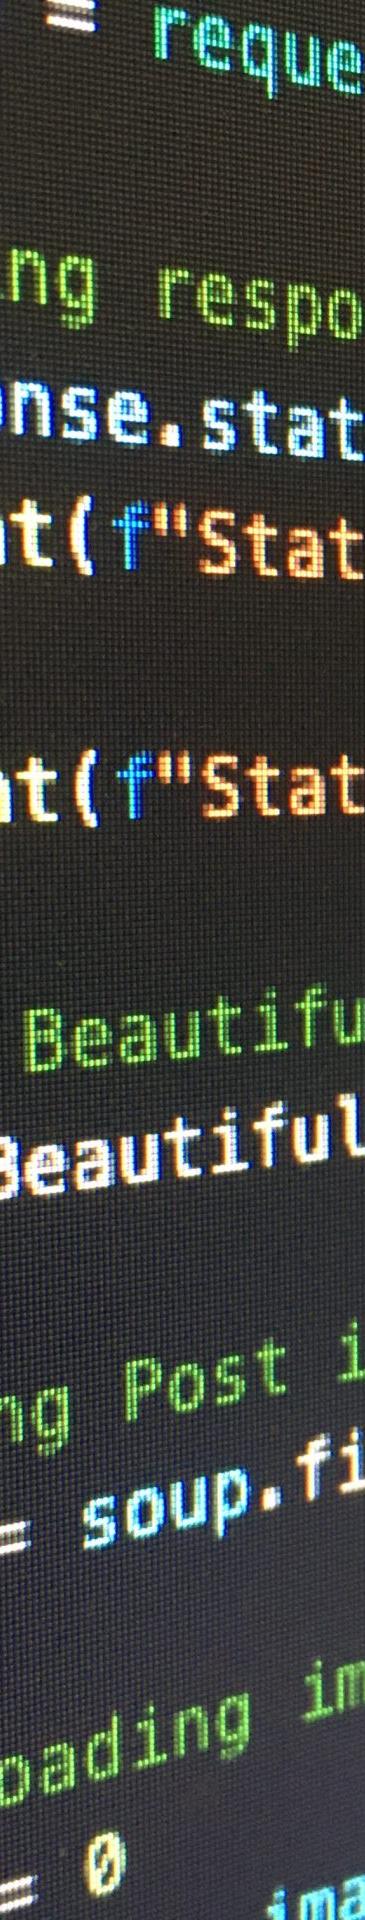 = reque
ng respo
onse.stat
nt(f"Stat
nt(f"Stat
Beautifu
Beautiful
ng Post i
= soup.fi
oading im
= 0
ima